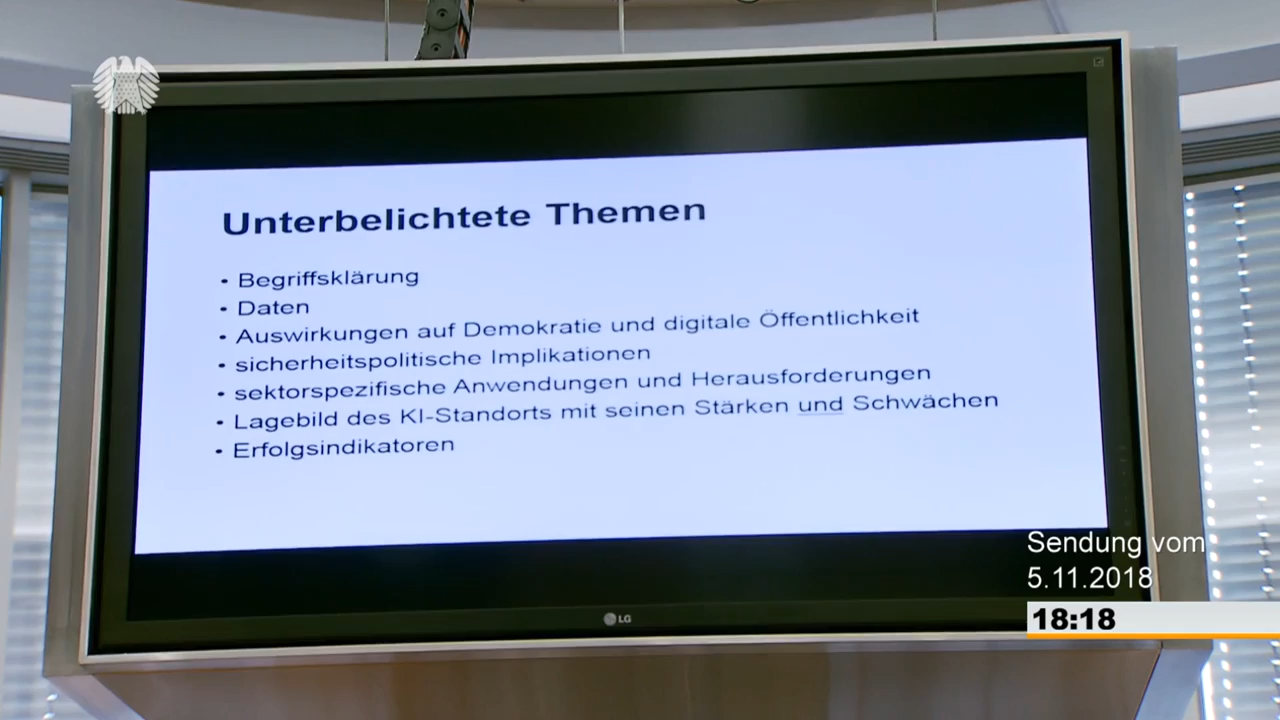 Unterbelichtete Themen
• Begriffsklärung
• Daten
• Auswirkungen auf Demokratie und digitale Öffentlichkeit
• sicherheitspolitische Implikationen
• sektorspezifische Anwendungen und Herausforderungen
• Lagebild des KI-Standorts mit seinen Stärken und Schwächen
• Erfolgsindikatoren
LG
Sendung vom
5.11.2018
18:18